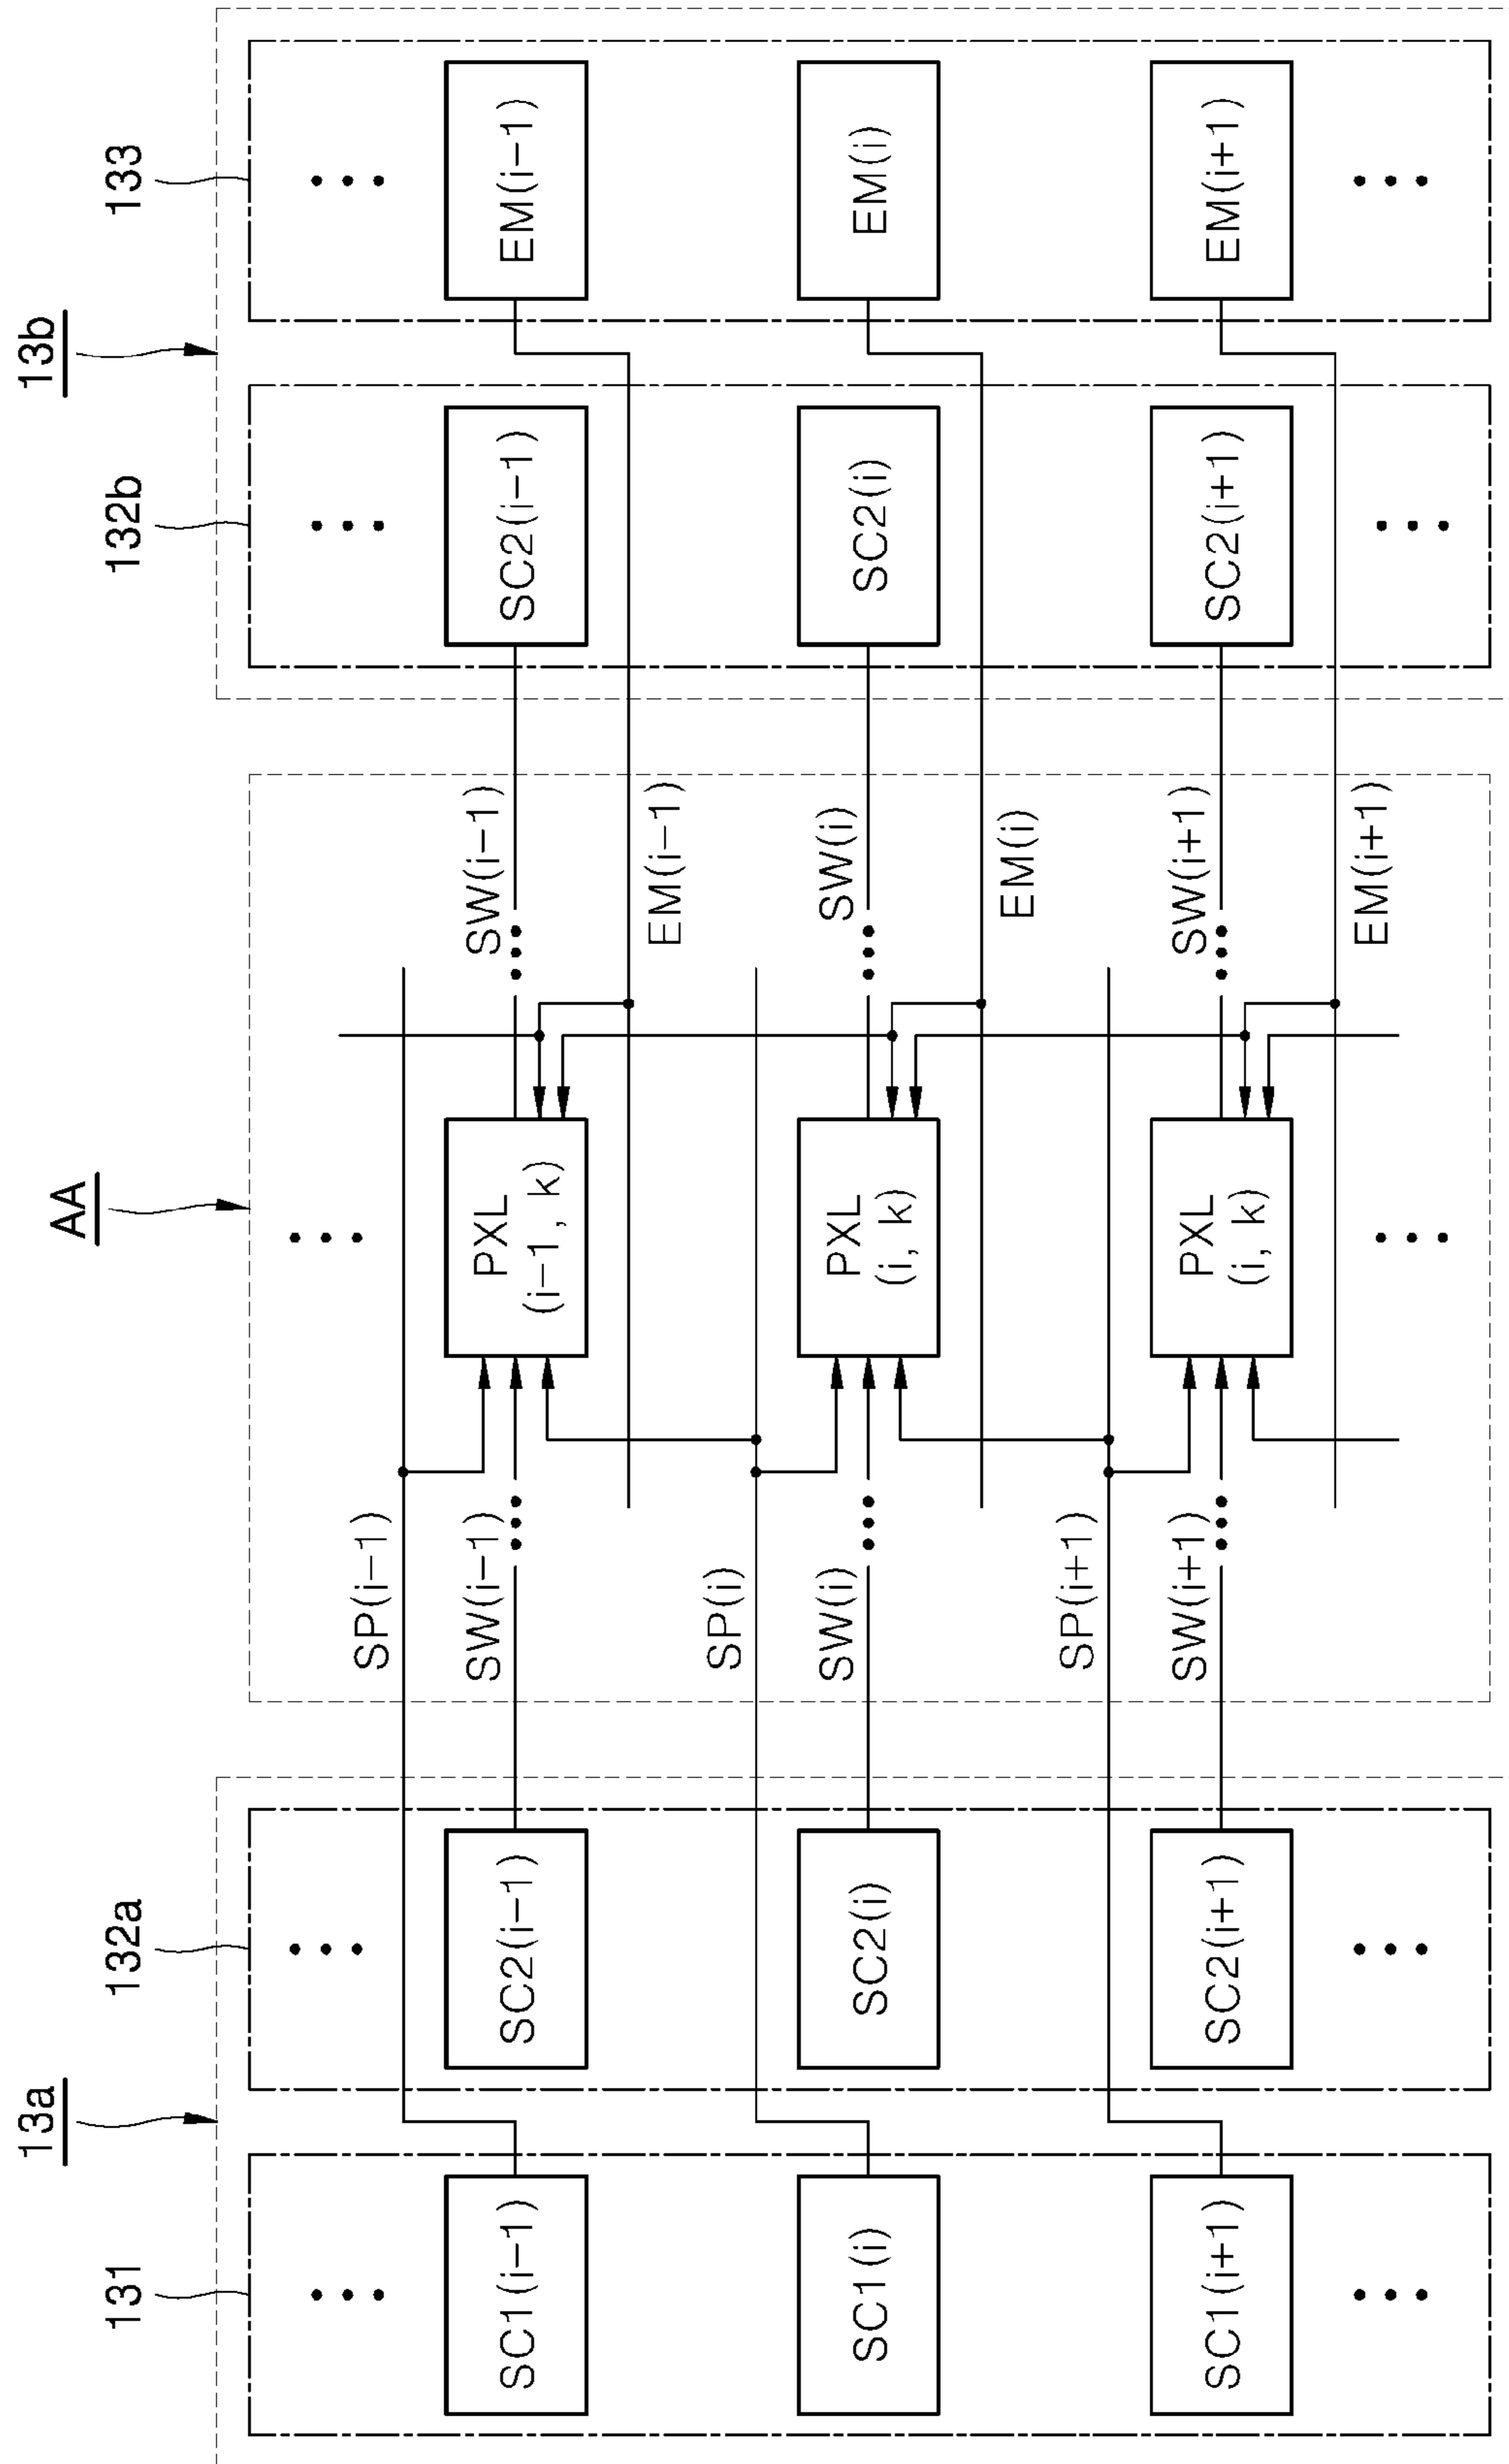 13a
AA
13b
131
132a
132b
133
SP(i-1)
SC1(i-1)
SC2(i-1)
SW(i-1)
PXL
(i-1, k)
SW(i-1)
SC2(i-1)
EM(i-1)
EM(i-1)
SP(i)
SC1(i)
SC2(i)
SW(i)
PXL
(i, k)
SW(i)
SC2(i)
EM(i)
EM(i)
SP(i+1)
SC1(i+1)
SC2(i+1)
SW(i+1)
PXL
(i, k)
SW(i+1)
SC2(i+1)
EM(i+1)
EM(i+1)